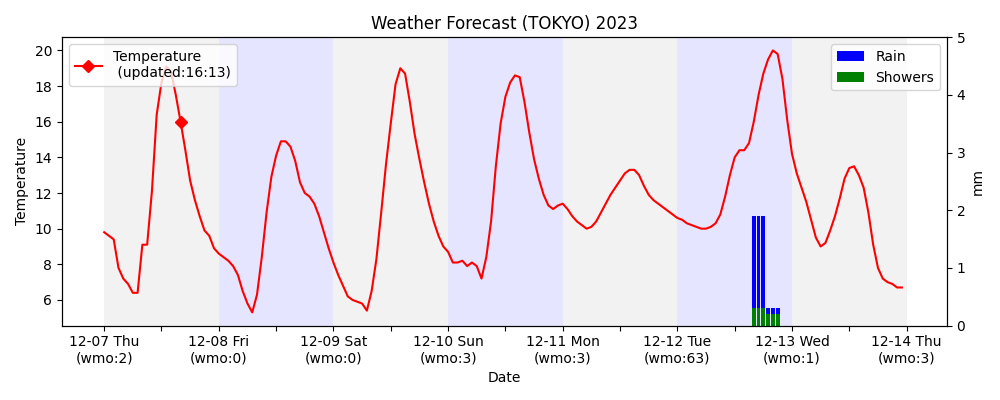 Weather Forecast (TOKYO) 2023
Temperature
(updated:16:13)
Rain
Showers
20
18
16
14
12
10
8
6
Temperature
5
4
3
2
1
0
mm
12-07 Thu
(wmo:2)
12-08 Fri
(wmo:0)
12-09 Sat
(wmo:0)
12-10 Sun
(wmo:3)
12-11 Mon
(wmo:3)
12-12 Tue
(wmo:63)
12-13 Wed
(wmo:1)
12-14 Thu
(wmo:3)
Date